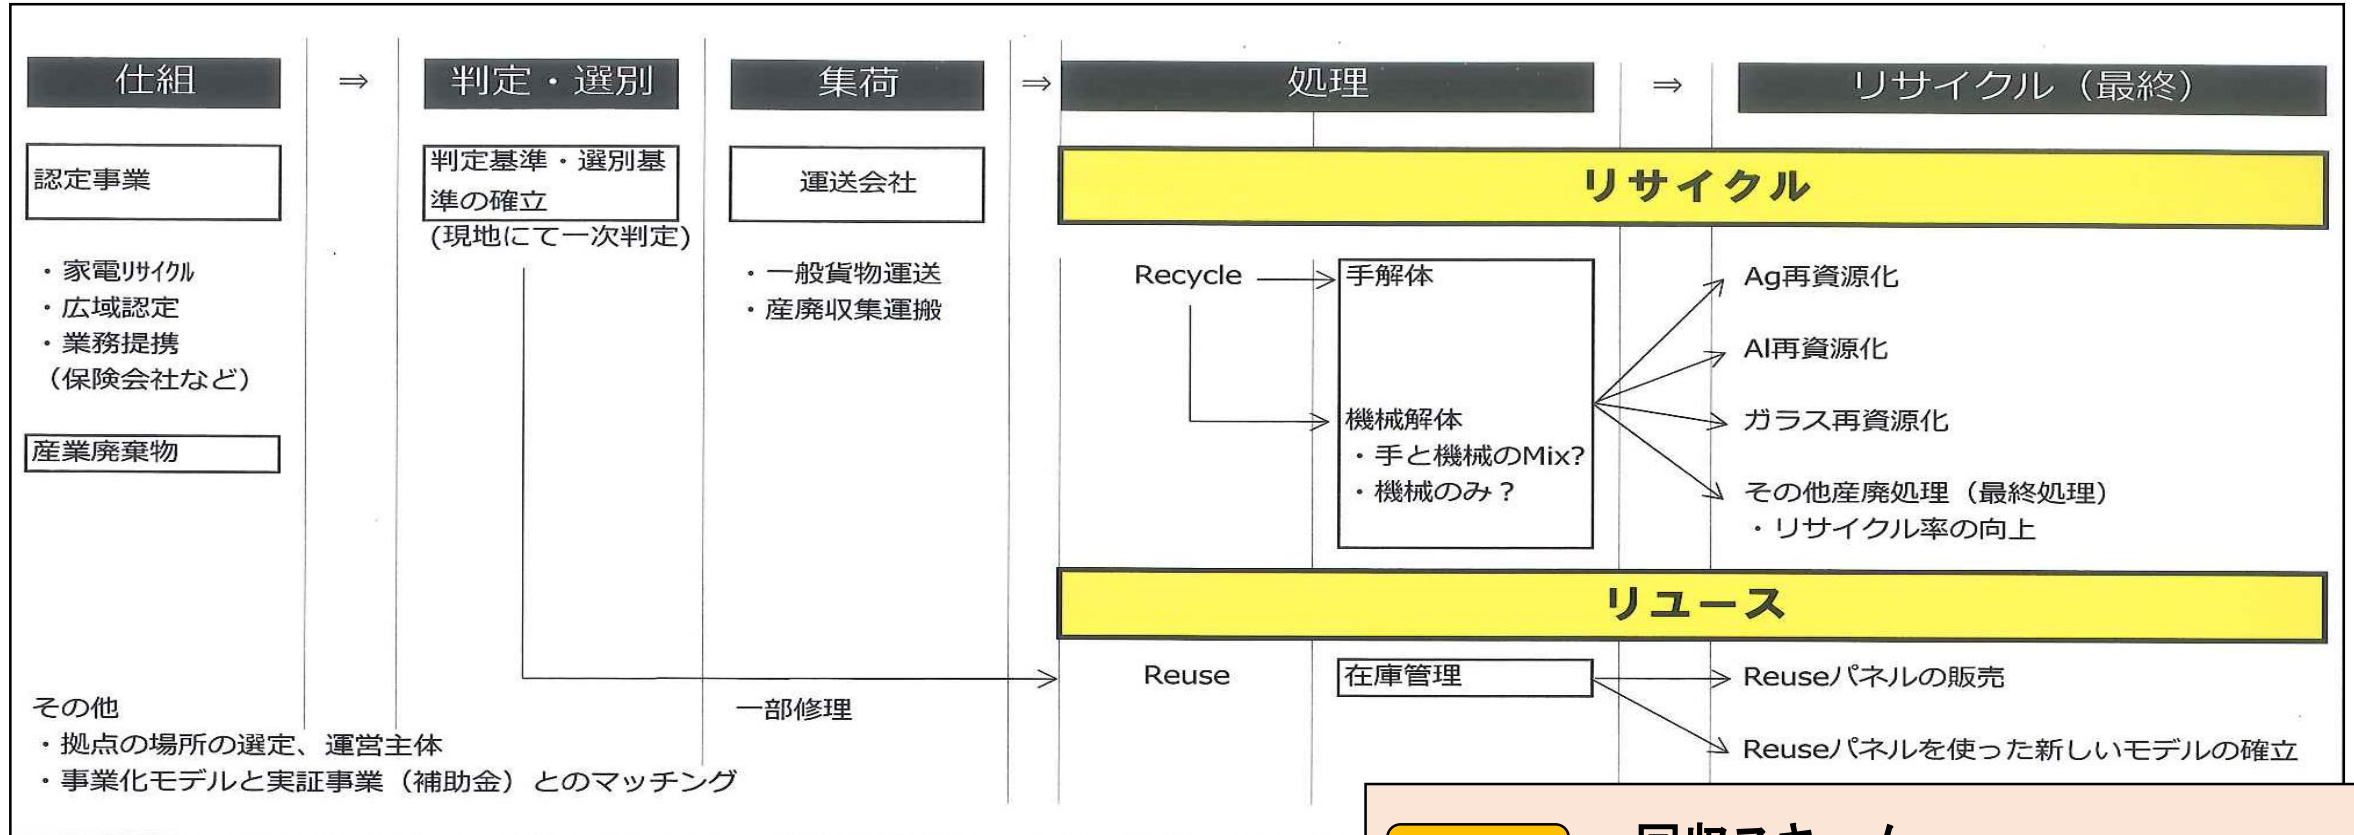 仕組
⇒
判定・選別
集荷
⇒
処理
⇒
リサイクル（最終）
認定事業
・家電ﾘｻｲｸﾙ
・広域認定
・業務提携
（保険会社など）
産業廃棄物
判定基準・選別基
準の確立
(現地にて一次判定)
運送会社
・一般貨物運送
・産廃収集運搬
リサイクル
Recycle
手解体
機械解体
・手と機械のMix?
・機械のみ？
Ag再資源化
Al再資源化
ガラス再資源化
その他産廃処理（最終処理）
・リサイクル率の向上
リユース
一部修理
Reuse
在庫管理
Reuseパネルの販売
Reuseパネルを使った新しいモデルの確立
その他
・拠点の場所の選定、運営主体
・事業化モデルと実証事業（補助金）とのマッチング
回収スキーム